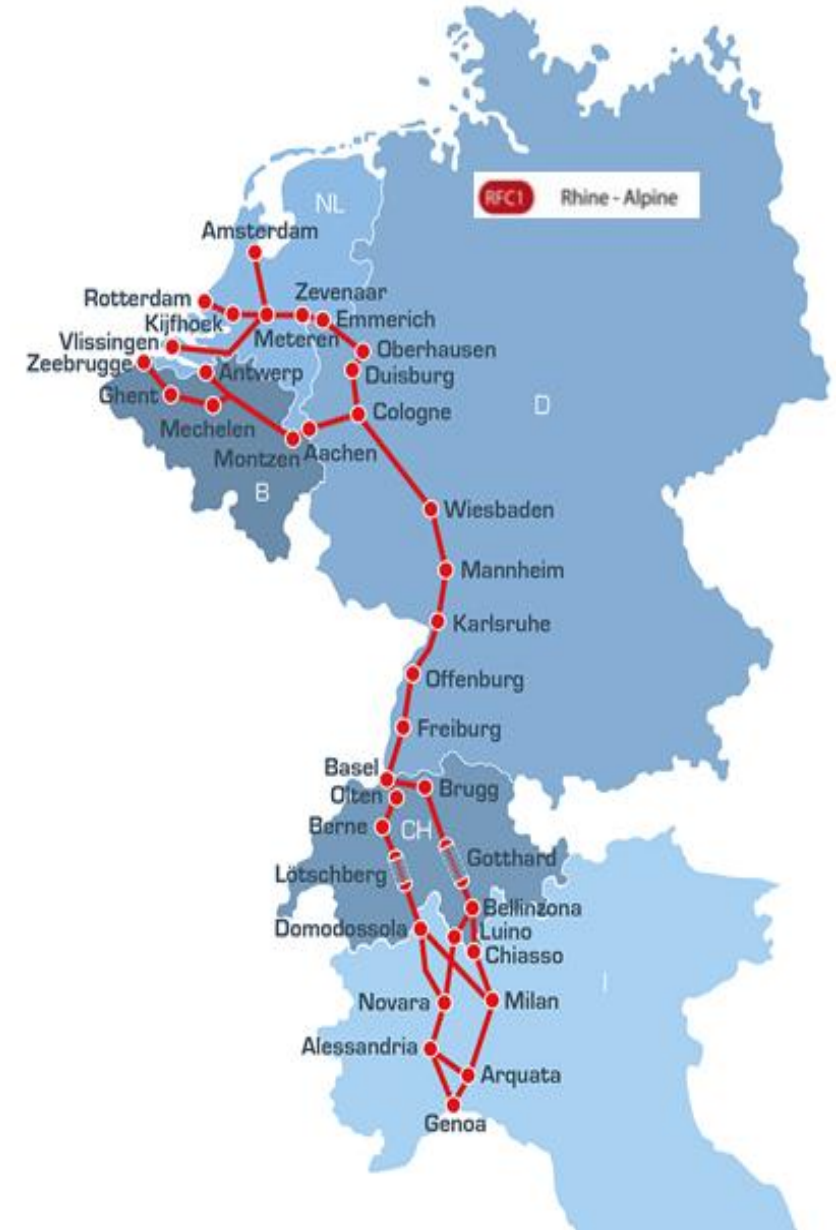 RFC1 Rhine - Alpine
NL
Amsterdam
Rotterdam
Zevenaar
Kijfhoek
Emmerich
Meteren
Vlissingen
Oberhausen
Zeebrugge
Antwerp
Duisburg
Ghent
Cologne
D
Mechelen
Aachen
Montzen
B
Wiesbaden
Mannheim
Karlsruhe
Offenburg
Freiburg
Basel
Brugg
Olten
Berne
CH
Gotthard
Lötschberg
Bellinzona
Domodossola
Luino
Chiasso
I
Novara
Milan
Alessandria
Arquata
Genoa